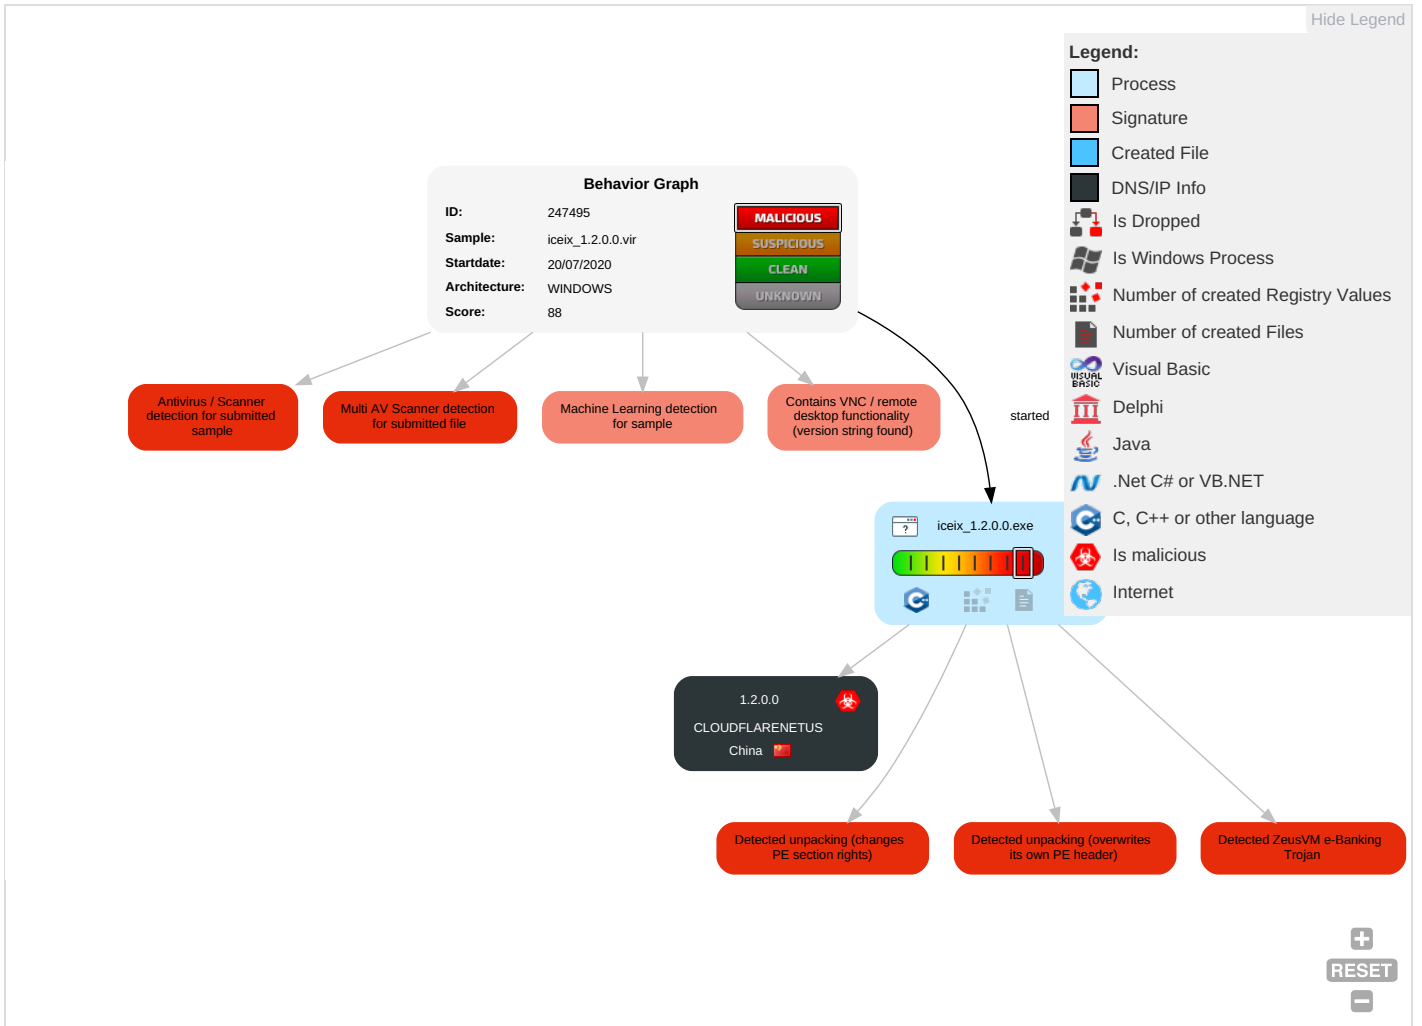 Hide Legend
Legend:
Process
Signature
Created File
DNS/IP Info
Is Dropped
Is Windows Process
Number of created Registry Values
Number of created Files
VISUAL
BASIC
Visual Basic
Delphi
Java
.Net C# or VB.NET
C, C++ or other language
Is malicious
Internet
Behavior Graph
ID: 247495
Sample: iceix_1.2.0.0.vir
Startdate: 20/07/2020
Architecture: WINDOWS
Score: 88
MALICIOUS
SUSPICIOUS
CLEAN
UNKNOWN
Antivirus / Scanner
detection for submitted
sample
Multi AV Scanner detection
for submitted file
Machine Learning detection
for sample
Contains VNC / remote
desktop functionality
(version string found)
started
?
iceix_1.2.0.0.exe
1.2.0.0
CLOUDFLARENETUS
China
Detected unpacking (changes
PE section rights)
Detected unpacking (overwrites
its own PE header)
Detected ZeusVM e-Banking
Trojan
RESET